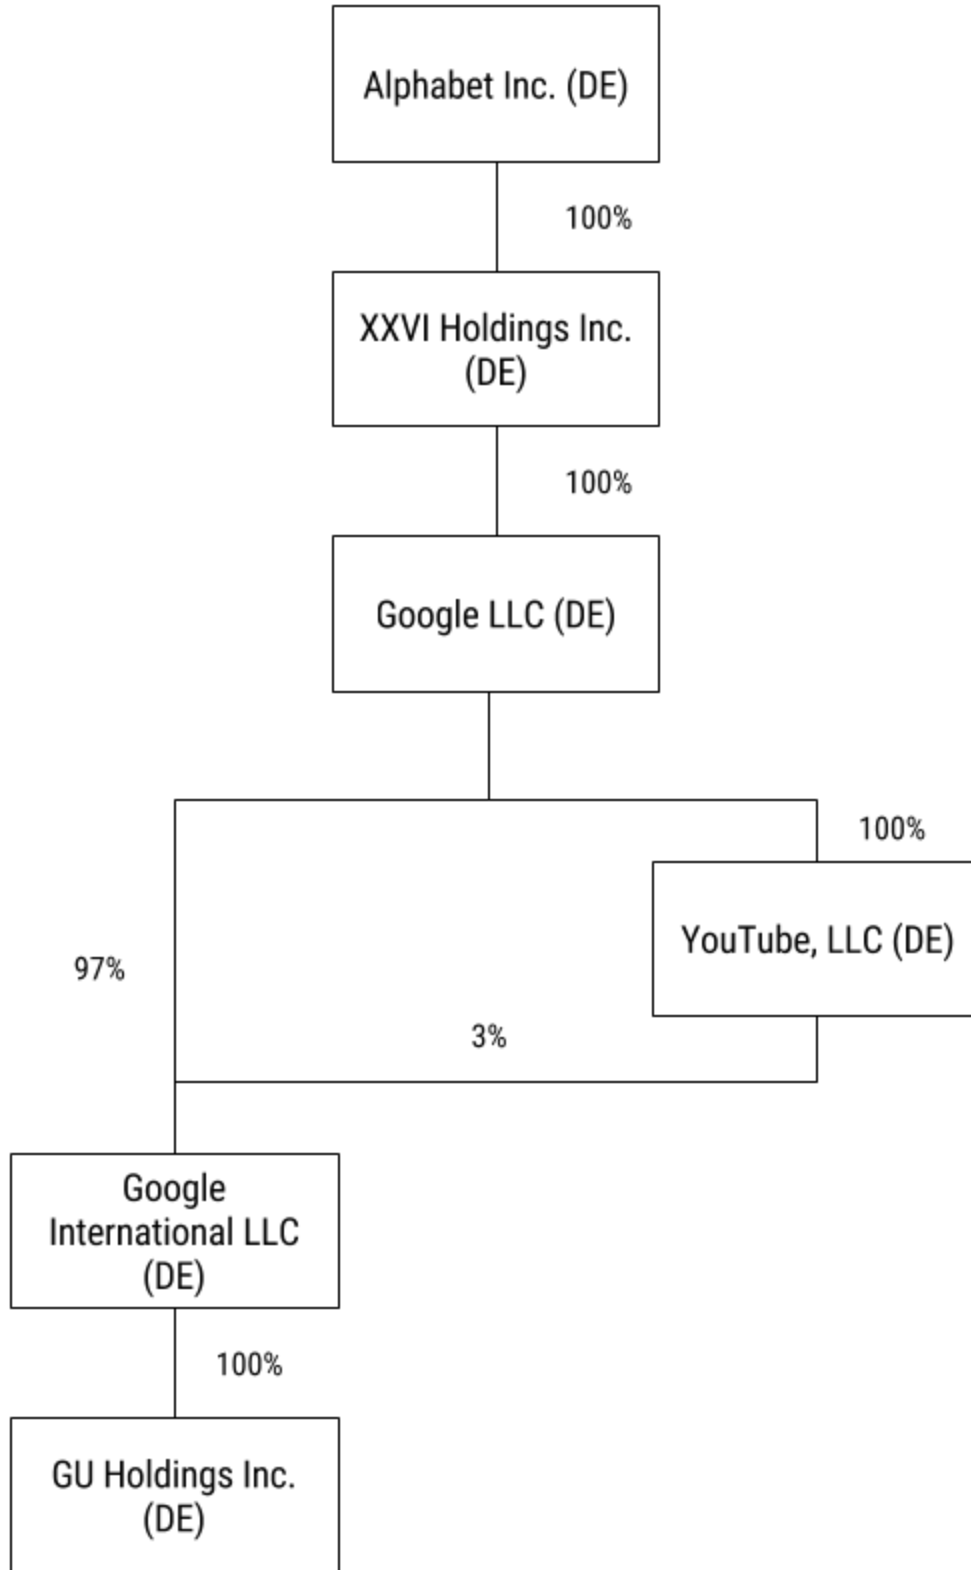 Alphabet Inc. (DE)
100%
XXVI Holdings Inc.
(DE)
100%
Google LLC (DE)
100%
YouTube, LLC (DE)
97%
3%
Google
International LLC
(DE)
100%
GU Holdings Inc.
(DE)